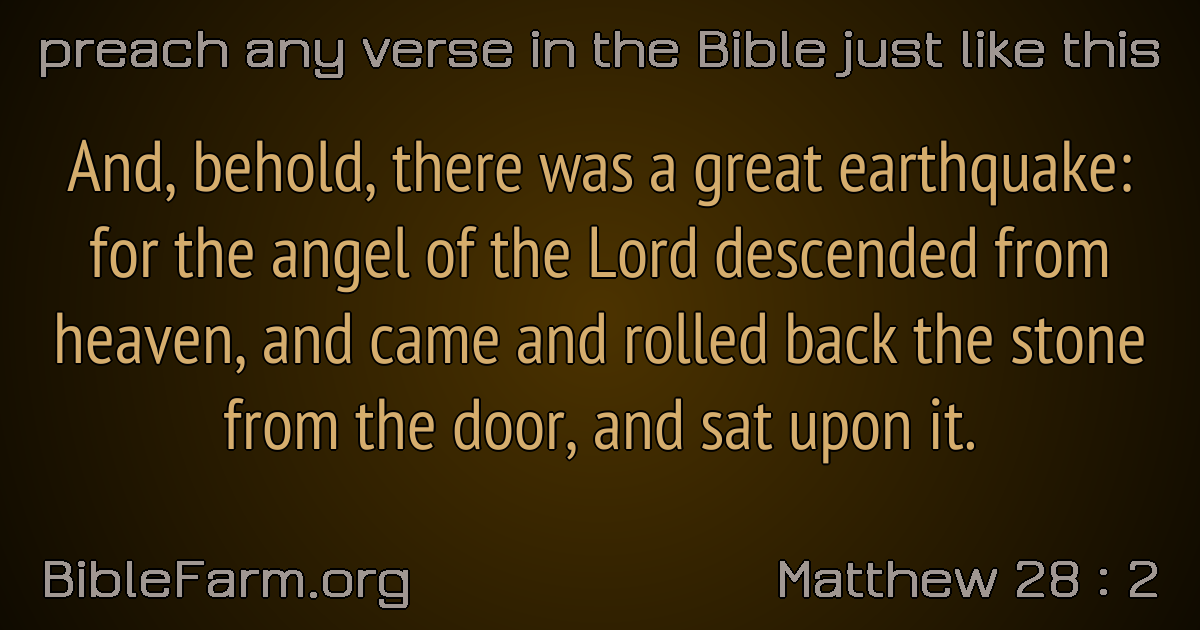 preach any verse in the Bible just like this
And, behold, there was a great earthquake:
for the angel of the Lord descended from
heaven, and came and rolled back the stone
from the door, and sat upon it.
BibleFarm.org
Matthew 28 : 2